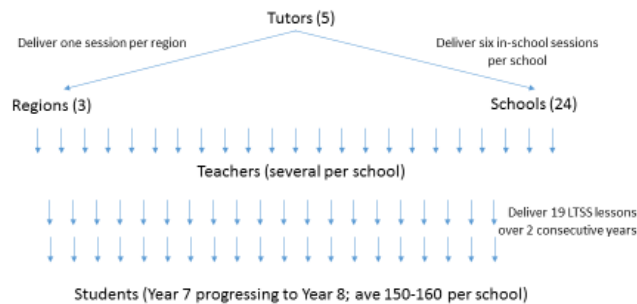 Tutors (5)
Deliver one session per region
Deliver six in-school sessions
per school
Regions (3)
Schools (24)
Teachers (several per school)
Deliver 19 LTSS lessons
over 2 consecutive years
Students (Year 7 progressing to Year 8; ave 150-160 per school)